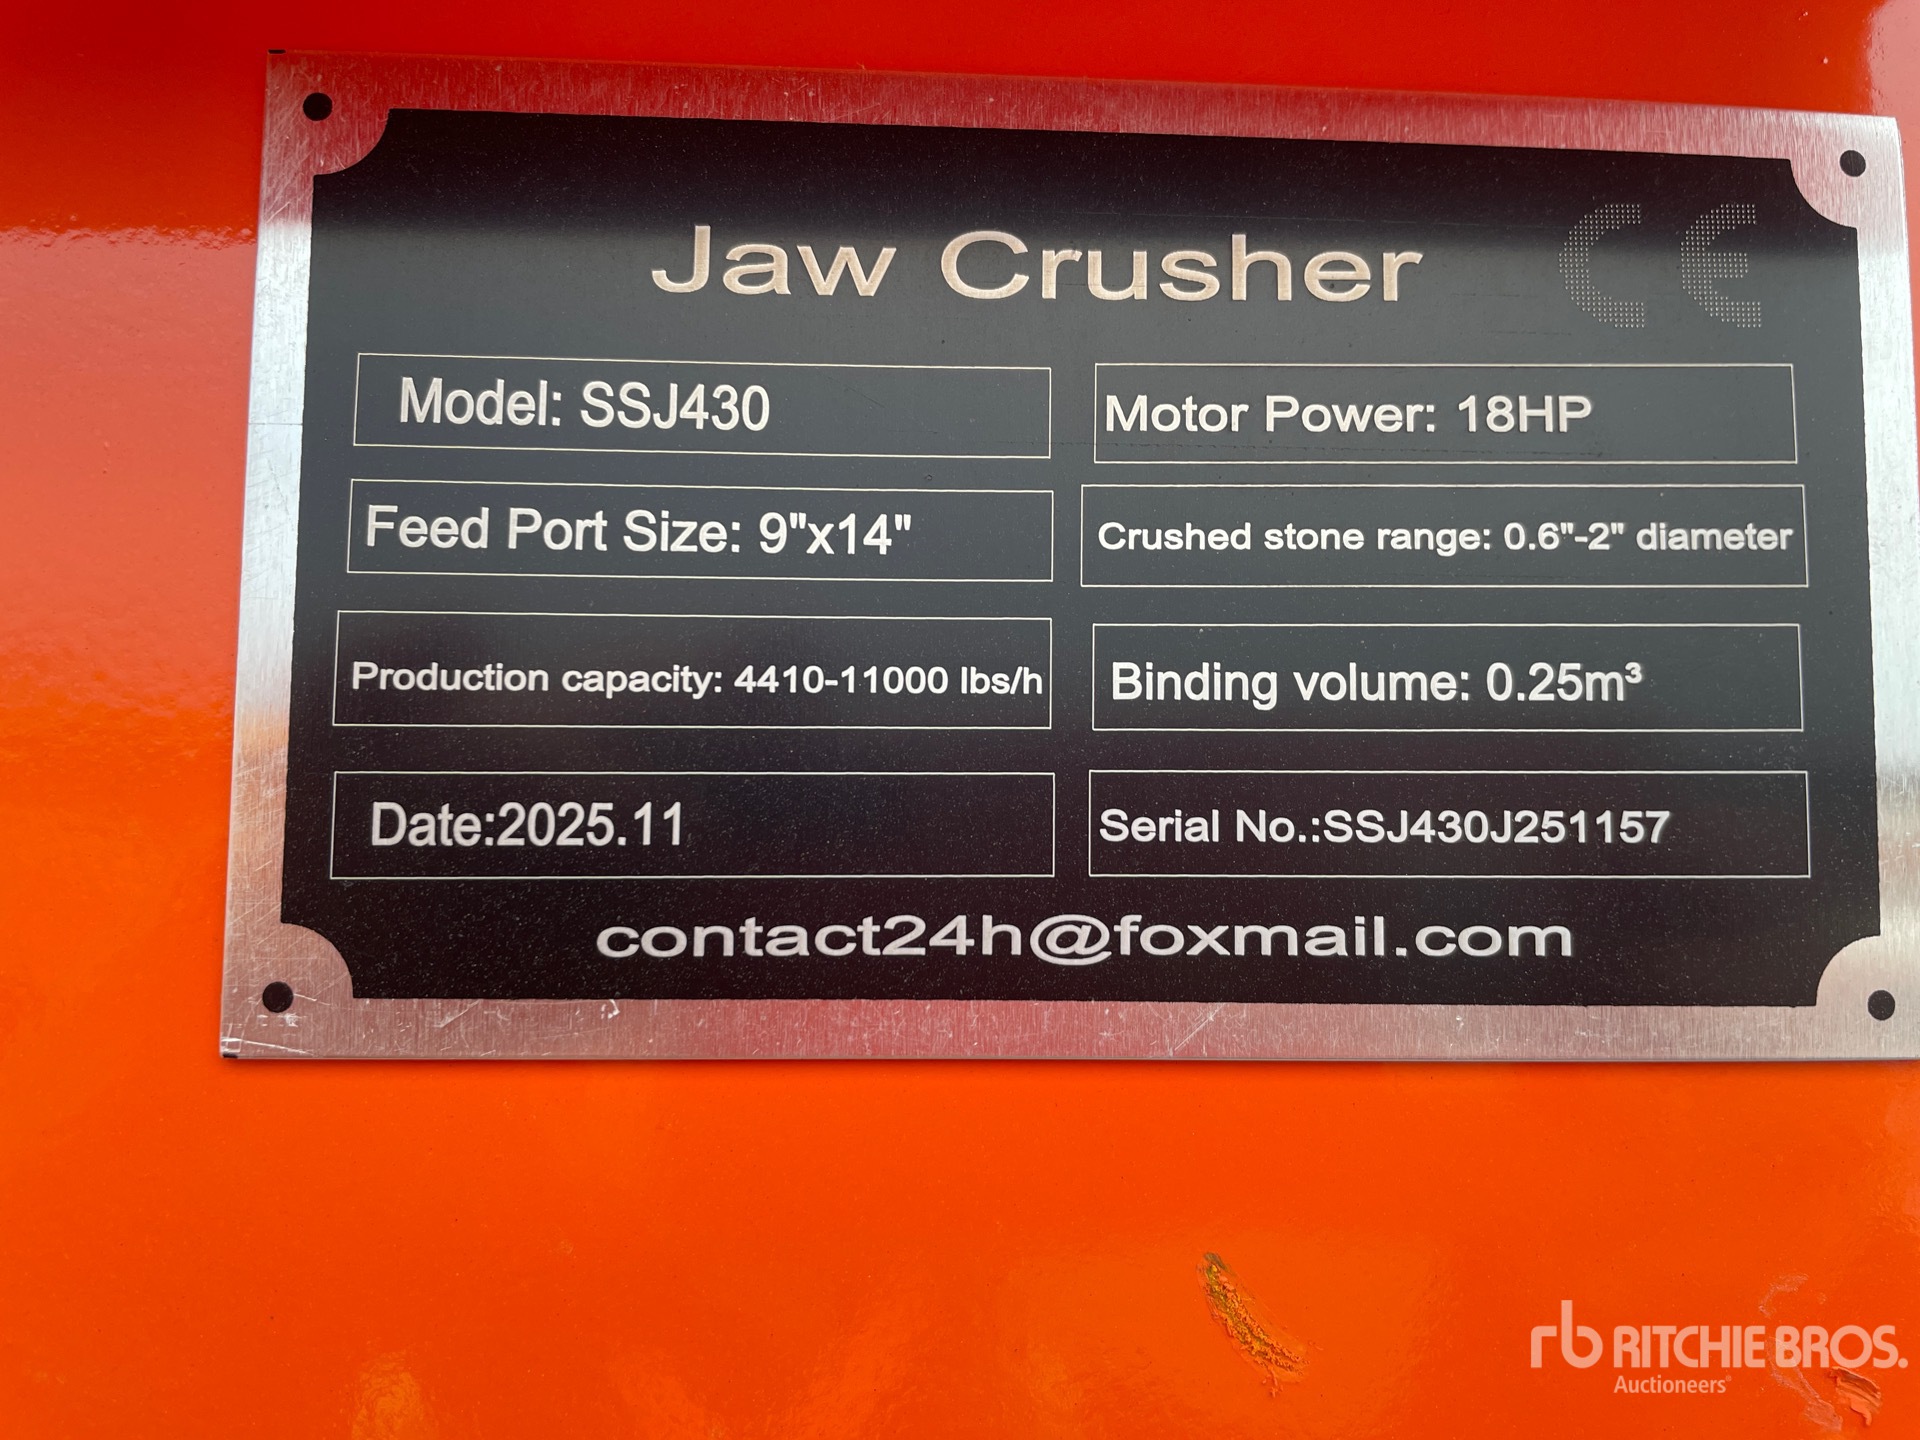 Jaw Crusher
CE
Model: SSJ430
Motor Power: 18HP
Feed Port Size: 9"x14"
Crushed stone range: 0.6"-2" diameter
Production capacity: 4410-11000 lbs/h
Binding volume: 0.25m³
Date:2025.11
Serial No.:SSJ430J251157
contact24h@foxmail.com
rb RITCHIE BROS.
Auctioneers